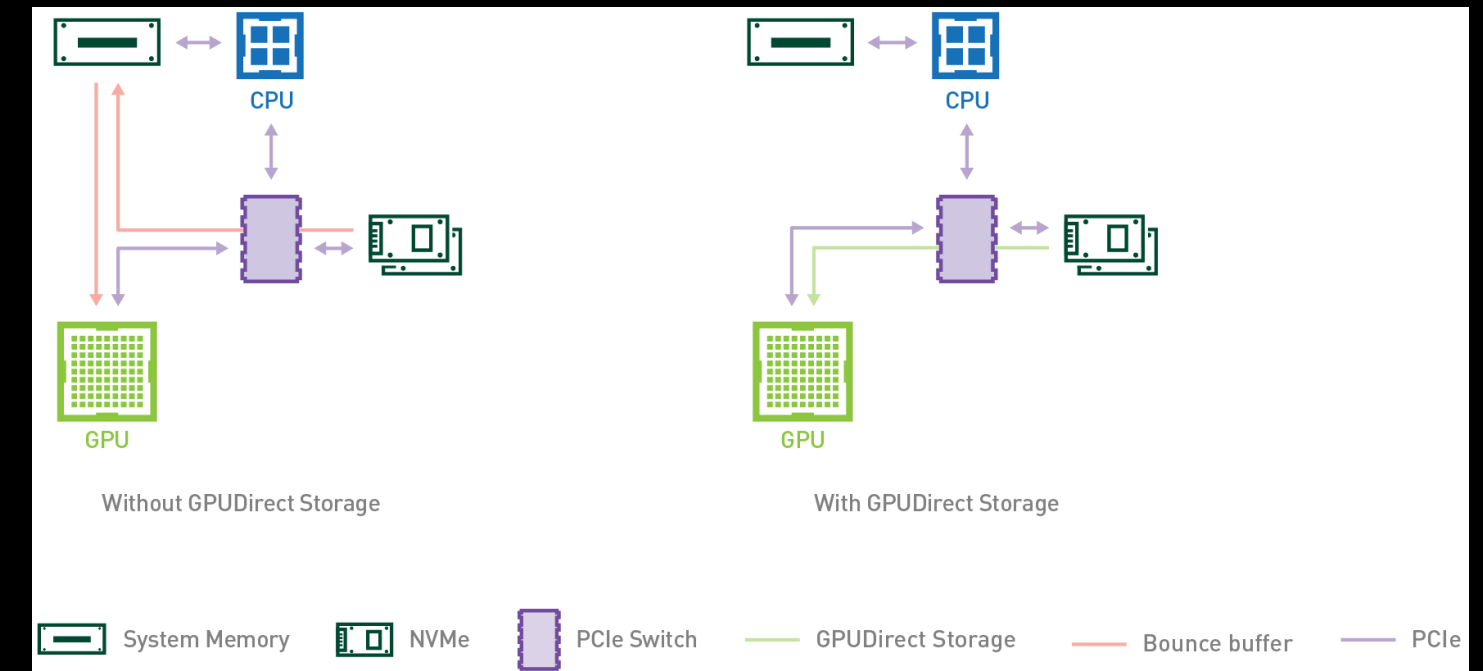 CPU
CPU
GPU
GPU
Without GPUDirect Storage
With GPUDirect Storage
System Memory
NVMe
PCIe Switch
GPUDirect Storage
Bounce buffer
PCIe